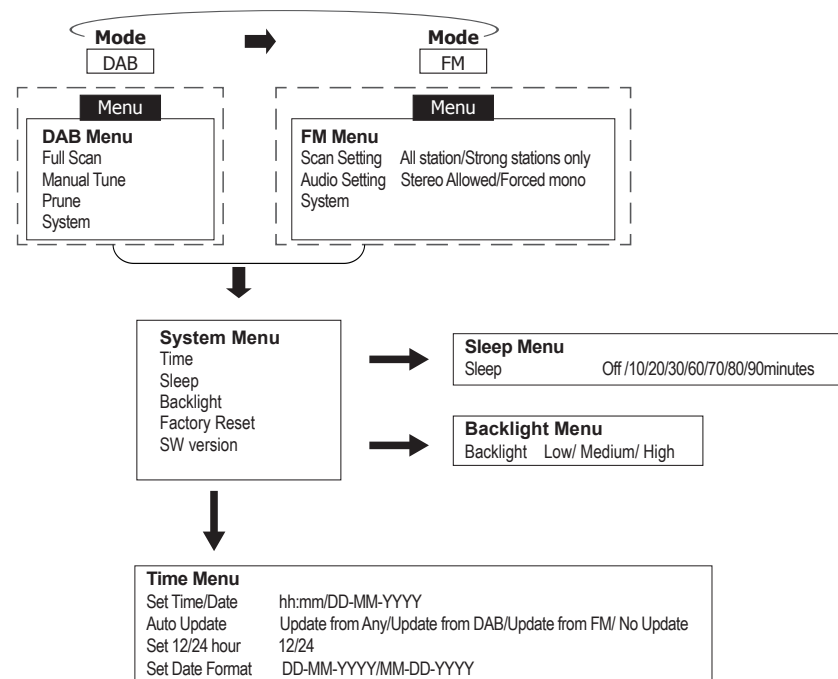 Mode Mode
DAB FM
Menu Menu
DAB Menu
Full Scan
Manual Tune
Prune
System
FM Menu
Scan Setting All station/Strong stations only
Audio Setting Stereo Allowed/Forced mono
System
System Menu
Time
Sleep
Backlight
Factory Reset
SW version
Sleep Menu
Sleep Off /10/20/30/60/70/80/90minutes
Backlight Menu
Backlight Low/ Medium/ High
Time Menu
Set Time/Date hh:mm/DD-MM-YYYY
Auto Update Update from Any/Update from DAB/Update from FM/ No Update
Set 12/24 hour 12/24
Set Date Format DD-MM-YYYY/MM-DD-YYYY